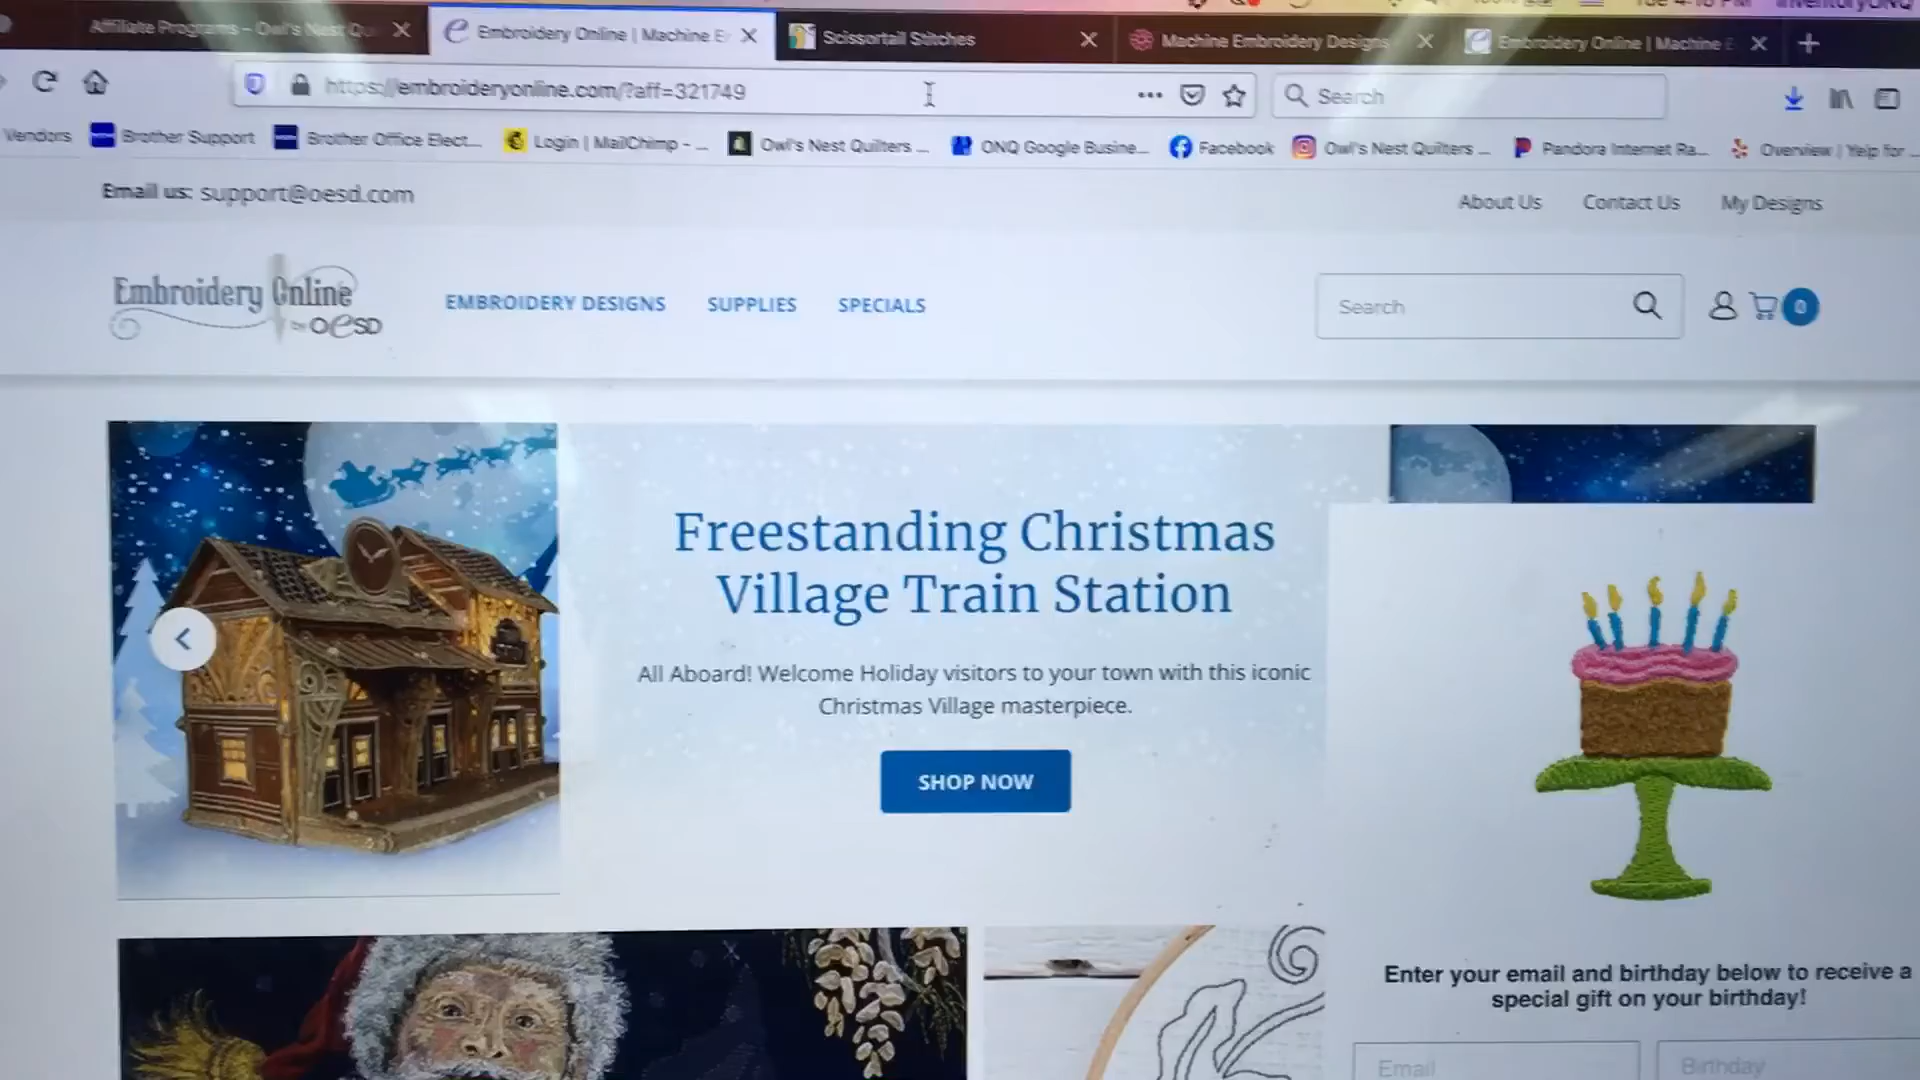 Affiliate Programs - Owl's Nest Qu
Embroidery Online | Machine E
Scissortail Stitches
Machine Embroidery Designs
Embroidery Online | Machine E
https://embroideryonline.com/?aff=321749
Search
Vendors
Brother Support
Brother Office Elect...
Login | MailChimp - ...
Owl's Nest Quilters ...
ONQ Google Busine...
Facebook
Owl's Nest Quilters ...
Pandora Internet Ra...
Overview | Yelp for ...
Email us: support@oesd.com
About Us
Contact Us
My Designs
Embroidery Online
by OESD
EMBROIDERY DESIGNS
SUPPLIES
SPECIALS
Search
0
Freestanding Christmas
Village Train Station
All Aboard! Welcome Holiday visitors to your town with this iconic
Christmas Village masterpiece.
SHOP NOW
Enter your email and birthday below to receive a
special gift on your birthday!
Email
Birthday